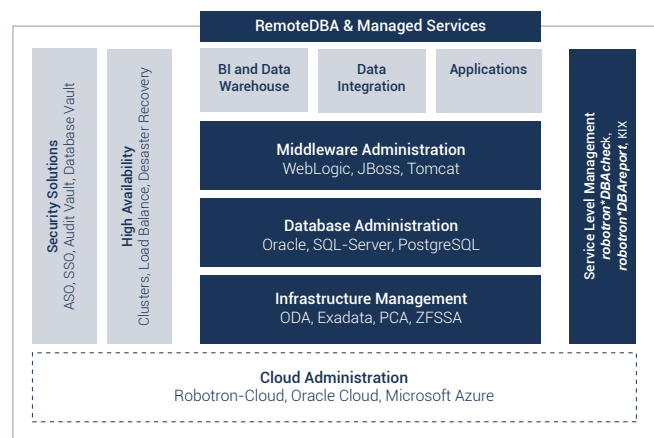 RemoteDBA & Managed Services
Security Solutions
ASO, SSO, Audit Vault, Database Vault
High Availability
Clusters, Load Balance, Desaster Recovery
BI and Data
Warehouse
Data
Integration
Applications
Middleware Administration
WebLogic, JBoss, Tomcat
Database Administration
Oracle, SQL-Server, PostgreSQL
Infrastructure Management
ODA, Exadata, PCA, ZFSSA
Service Level Management
robotron*DBAcheck,
robotron*DBAreport, KIX
Cloud Administration
Robotron-Cloud, Oracle Cloud, Microsoft Azure